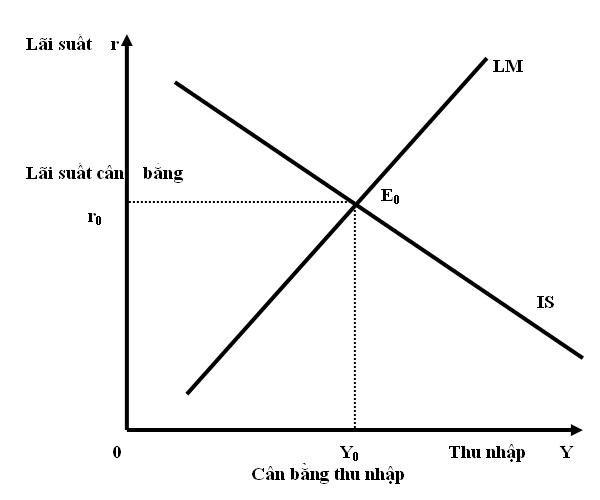 Lãi suất r
LM
Lãi suất cân bằng
E₀
r₀
IS
0 Y₀ Thu nhập Y
Cân bằng thu nhập